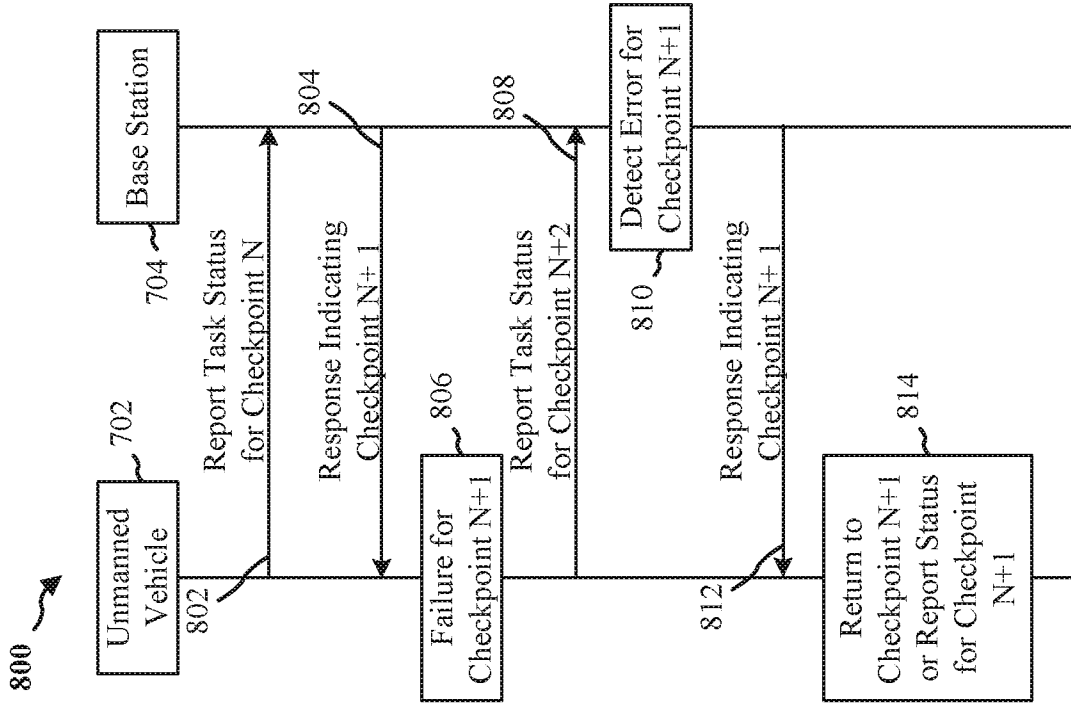 800
Unmanned
Vehicle
702
Base Station
704
802
Report Task Status
for Checkpoint N
804
Response Indicating
Checkpoint N+ 1
Failure for
Checkpoint N+1
806
Report Task Status
for Checkpoint N+2
808
Detect Error for
Checkpoint N+1
810
Response Indicating
Checkpoint N+ 1
812
Return to
Checkpoint N+1
or Report Status
for Checkpoint
N+1
814